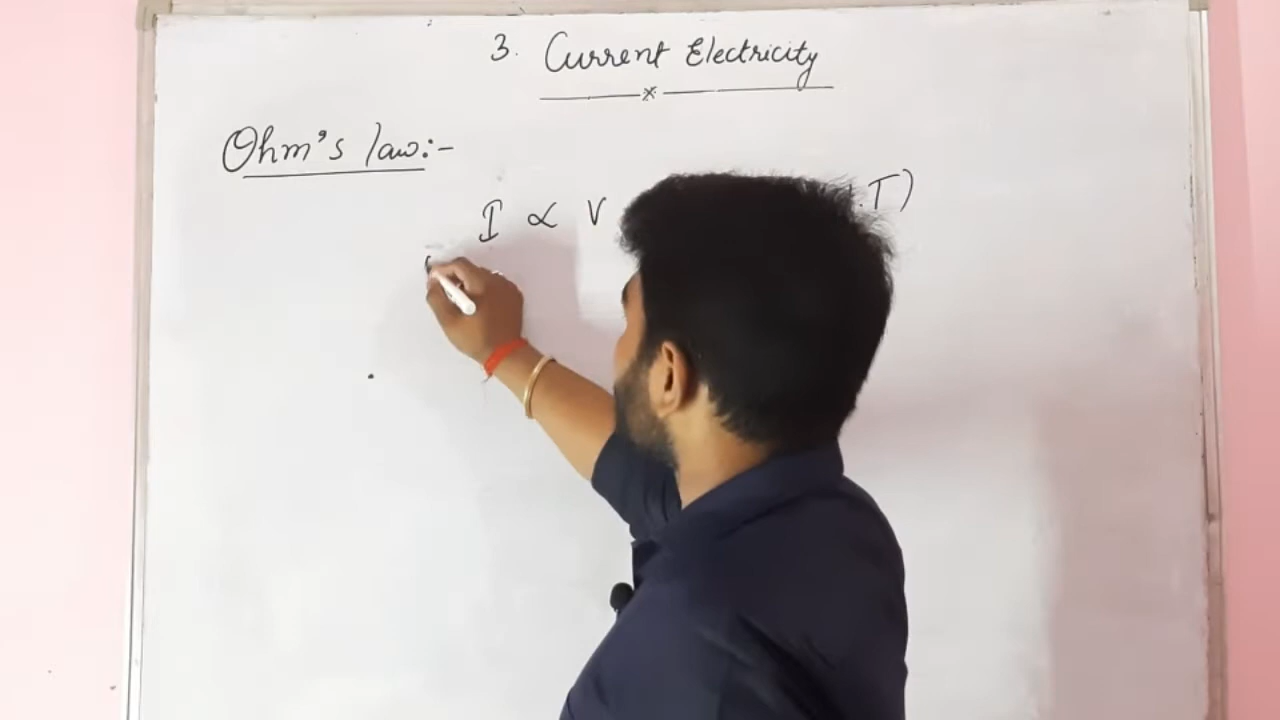 3. Current Electricity
Ohm's law:-
I ∝ V .T)